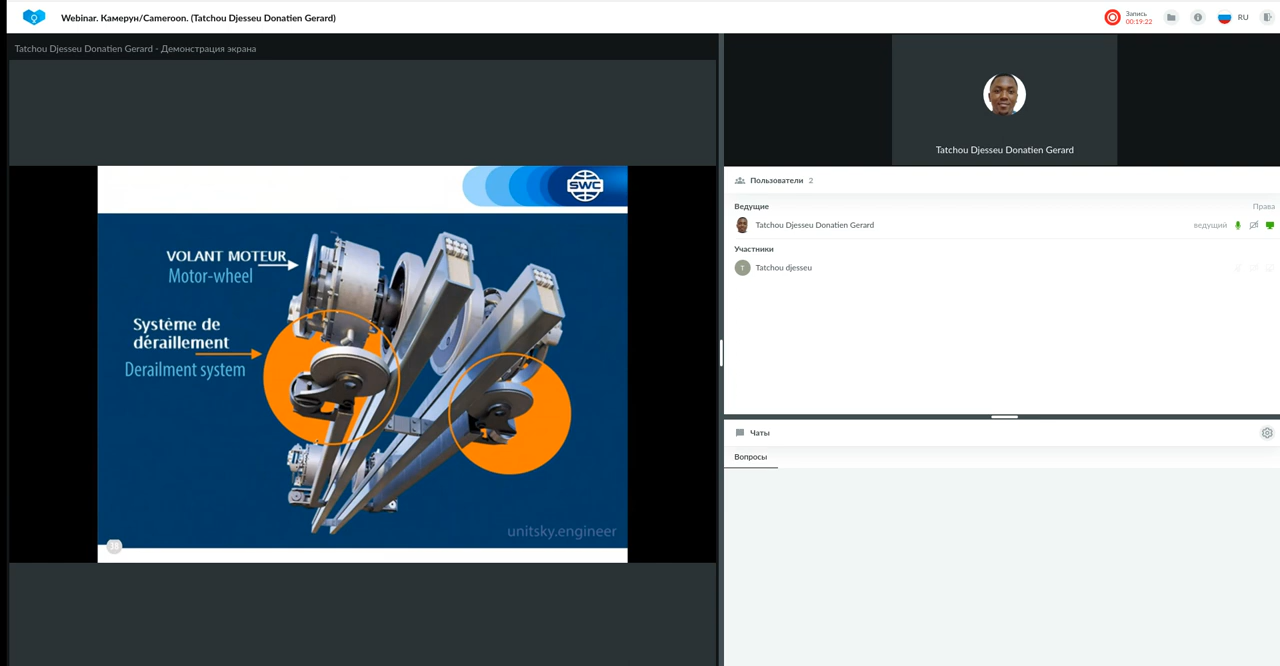 Webinar. Камерун/Cameroon. (Tatchou Djesseu Donatien Gerard)
Запись
00:19:22
RU
Tatchou Djesseu Donatien Gerard - Демонстрация экрана
SWC
VOLANT MOTEUR
Motor-wheel
Système de
déraillement
Derailment system
unitsky.engineer
Tatchou Djesseu Donatien Gerard
Пользователи 2
Ведущие Права
Tatchou Djesseu Donatien Gerard ведущий
Участники
T Tatchou djesseu
Чаты
Вопросы